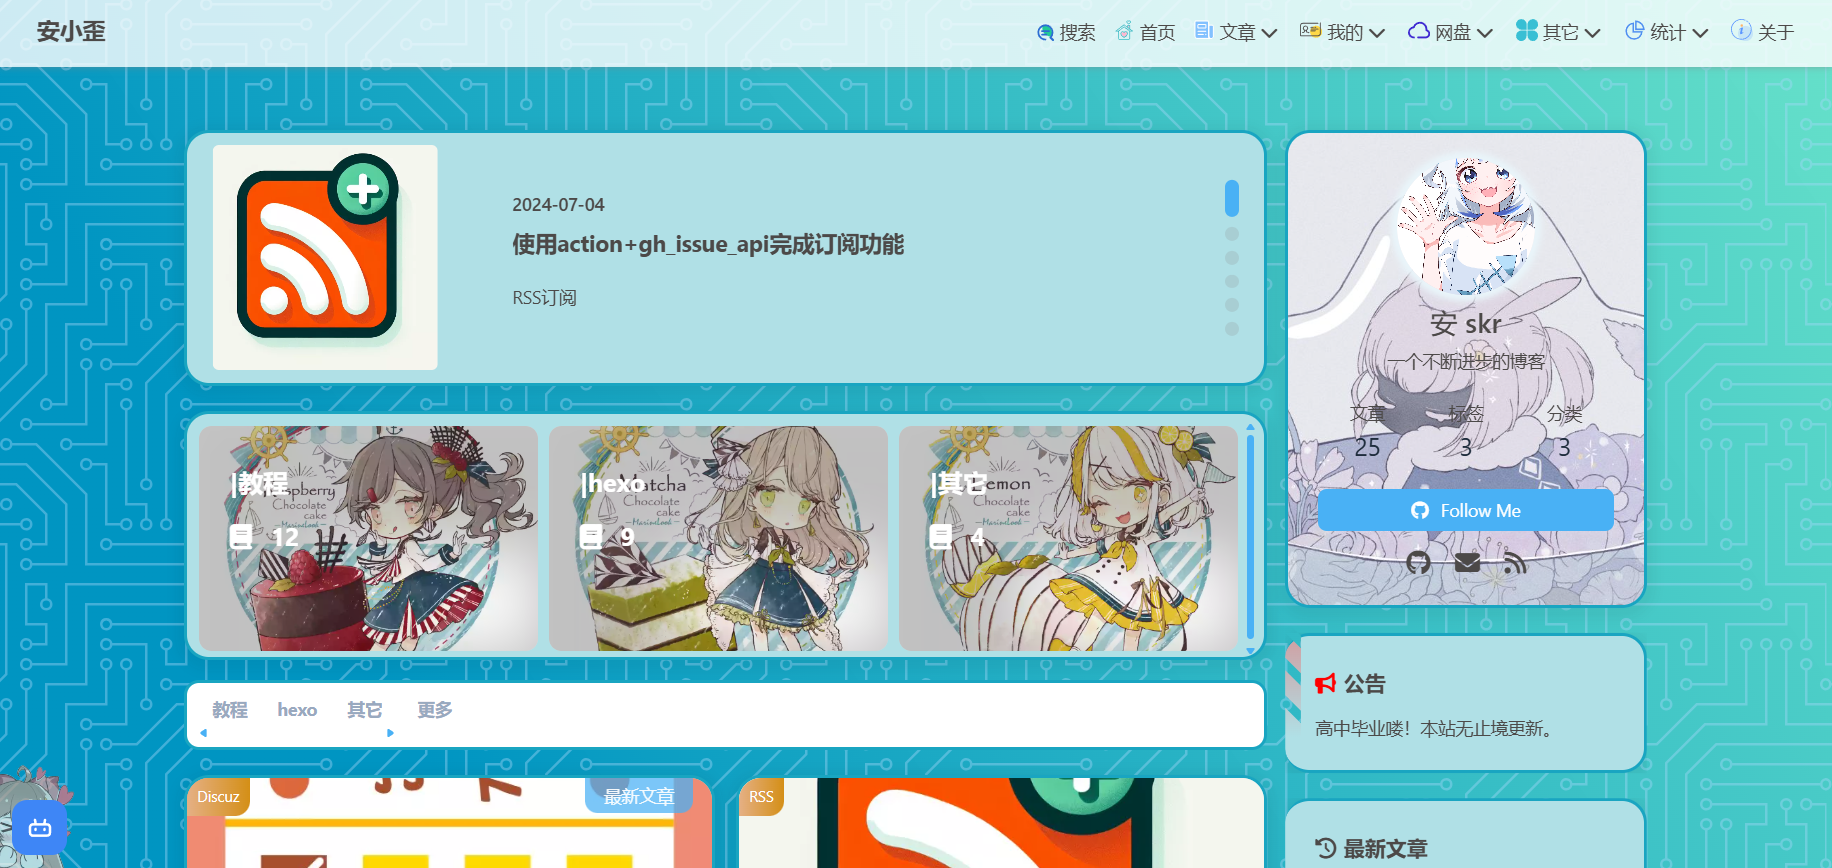 安小歪
搜索 首页 文章 我的 网盘 其它 统计 关于
2024-07-04
使用action+gh_issue_api完成订阅功能
RSS订阅
|教程
12
|hexo
9
|其它
4
Chocolate
cake
Chocolate
cake
Chocolate
cake
教程 hexo 其它 更多
Discuz
最新文章
RSS
安 skr
一个不断进步的博客
文章 标签 分类
25 3 3
Follow Me
公告
高中毕业喽！本站无止境更新。
最新文章